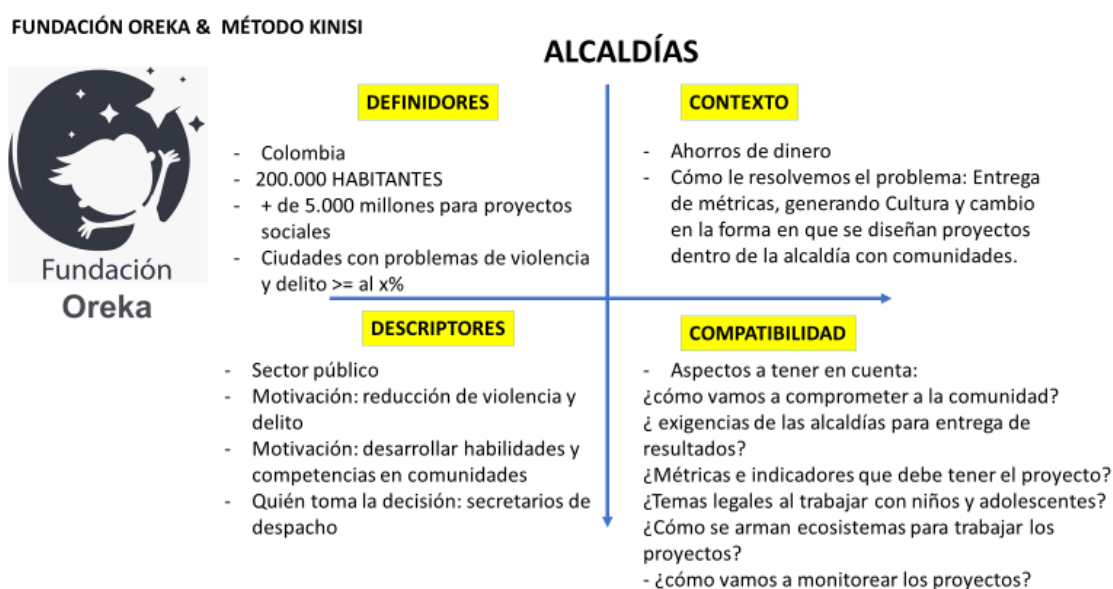 FUNDACIÓN OREKA & MÉTODO KINISI
ALCALDÍAS
Fundación
Oreka
DEFINIDORES
- Colombia
- 200.000 HABITANTES
- + de 5.000 millones para proyectos
sociales
- Ciudades con problemas de violencia
y delito >= al x%
CONTEXTO
- Ahorros de dinero
- Cómo le resolvemos el problema: Entrega
de métricas, generando Cultura y cambio
en la forma en que se diseñan proyectos
dentro de la alcaldía con comunidades.
DESCRIPTORES
- Sector público
- Motivación: reducción de violencia y
delito
- Motivación: desarrollar habilidades y
competencias en comunidades
- Quién toma la decisión: secretarios de
despacho
COMPATIBILIDAD
- Aspectos a tener en cuenta:
¿cómo vamos a comprometer a la comunidad?
¿ exigencias de las alcaldías para entrega de
resultados?
¿Métricas e indicadores que debe tener el proyecto?
¿Temas legales al trabajar con niños y adolescentes?
¿Cómo se arman ecosistemas para trabajar los
proyectos?
- ¿cómo vamos a monitorear los proyectos?